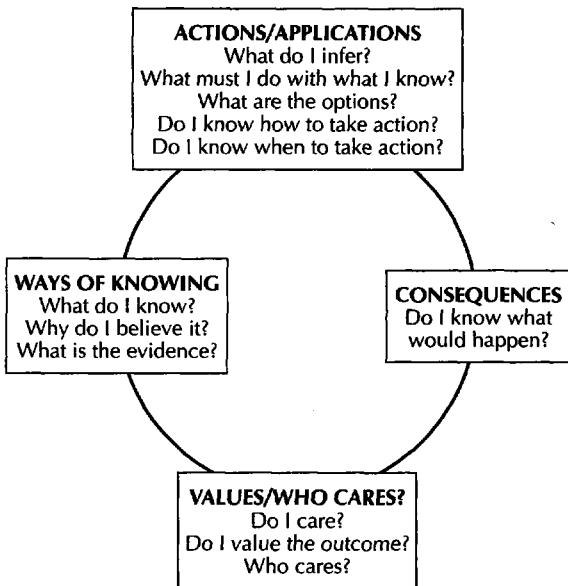 ACTIONS/APPLICATIONS
What do I infer?
What must I do with what I know?
What are the options?
Do I know how to take action?
Do I know when to take action?
WAYS OF KNOWING
What do I know?
Why do I believe it?
What is the evidence?
CONSEQUENCES
Do I know what
would happen?
VALUES/WHO CARES?
Do I care?
Do I value the outcome?
Who cares?